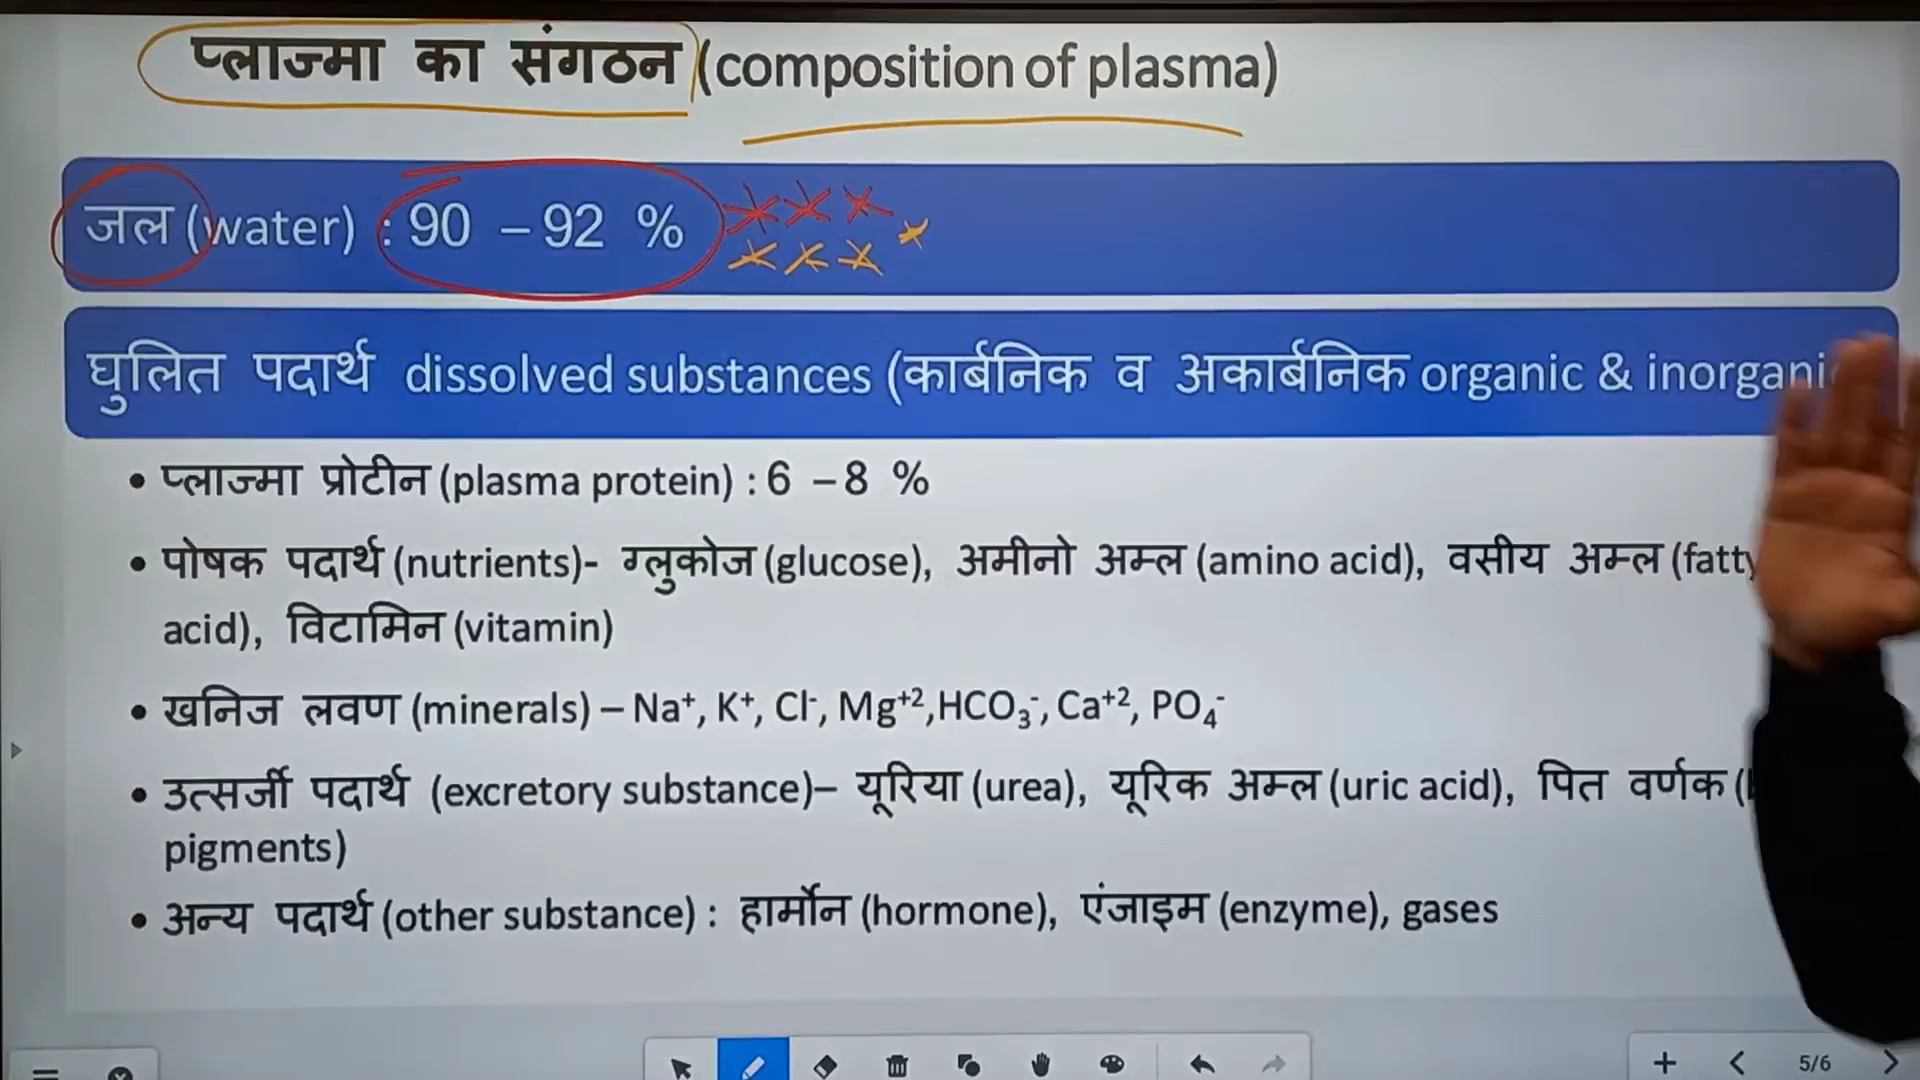 प्लाज्मा का संगठन (composition of plasma)
जल (water) : 90 – 92 %
घुलित पदार्थ dissolved substances (कार्बनिक व अकार्बनिक organic & inorgani
• प्लाज्मा प्रोटीन (plasma protein) : 6 – 8 %
• पोषक पदार्थ (nutrients)- ग्लुकोज (glucose), अमीनो अम्ल (amino acid), वसीय अम्ल (fatty
acid), विटामिन (vitamin)
• खनिज लवण (minerals) – Na⁺, K⁺, Cl⁻, Mg⁺²,HCO₃⁻, Ca⁺², PO₄⁻
• उत्सर्जी पदार्थ (excretory substance)– यूरिया (urea), यूरिक अम्ल (uric acid), पित वर्णक (
pigments)
• अन्य पदार्थ (other substance) : हार्मोन (hormone), एंजाइम (enzyme), gases
5/6